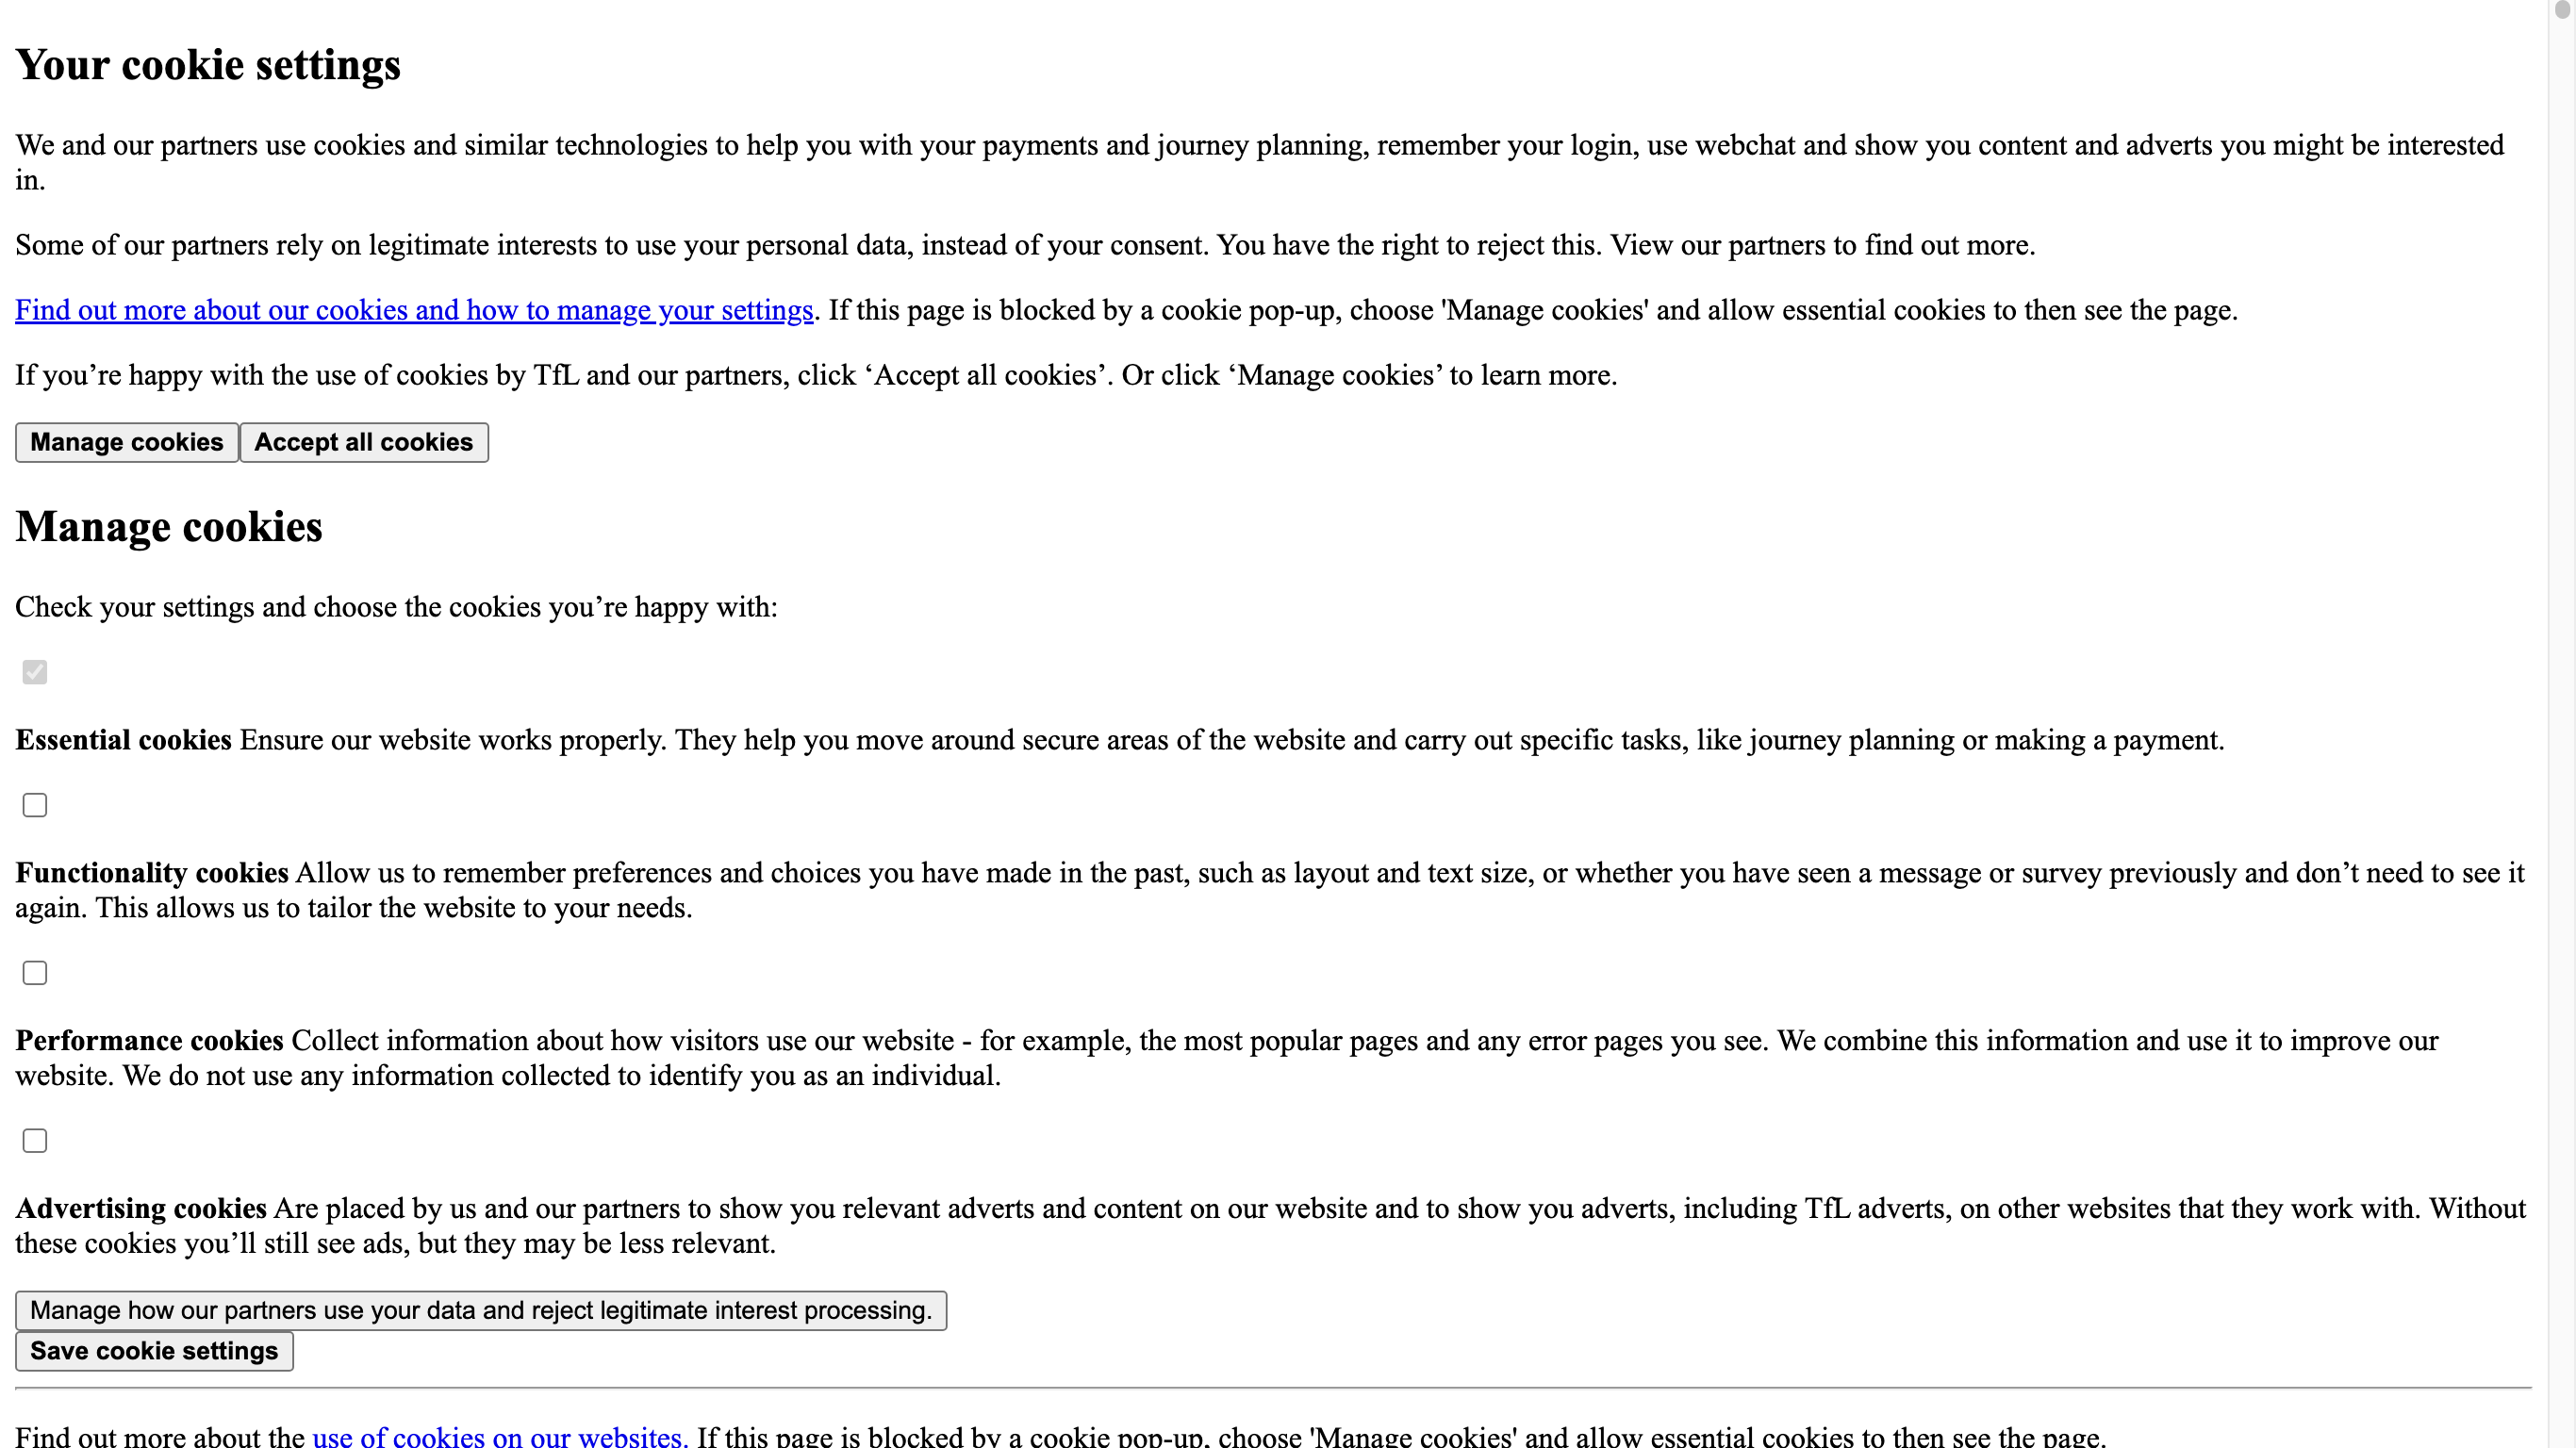 Your cookie settings
We and our partners use cookies and similar technologies to help you with your payments and journey planning, remember your login, use webchat and show you content and adverts you might be interested
in.
Some of our partners rely on legitimate interests to use your personal data, instead of your consent. You have the right to reject this. View our partners to find out more.
Find out more about our cookies and how to manage your settings. If this page is blocked by a cookie pop-up, choose 'Manage cookies' and allow essential cookies to then see the page.
If you’re happy with the use of cookies by TfL and our partners, click ‘Accept all cookies’. Or click ‘Manage cookies’ to learn more.
Manage cookies Accept all cookies
Manage cookies
Check your settings and choose the cookies you’re happy with:
Essential cookies Ensure our website works properly. They help you move around secure areas of the website and carry out specific tasks, like journey planning or making a payment.
Functionality cookies Allow us to remember preferences and choices you have made in the past, such as layout and text size, or whether you have seen a message or survey previously and don’t need to see it
again. This allows us to tailor the website to your needs.
Performance cookies Collect information about how visitors use our website - for example, the most popular pages and any error pages you see. We combine this information and use it to improve our
website. We do not use any information collected to identify you as an individual.
Advertising cookies Are placed by us and our partners to show you relevant adverts and content on our website and to show you adverts, including TfL adverts, on other websites that they work with. Without
these cookies you’ll still see ads, but they may be less relevant.
Manage how our partners use your data and reject legitimate interest processing.
Save cookie settings
Find out more about the use of cookies on our websites. If this page is blocked by a cookie pop-up, choose 'Manage cookies' and allow essential cookies to then see the page.